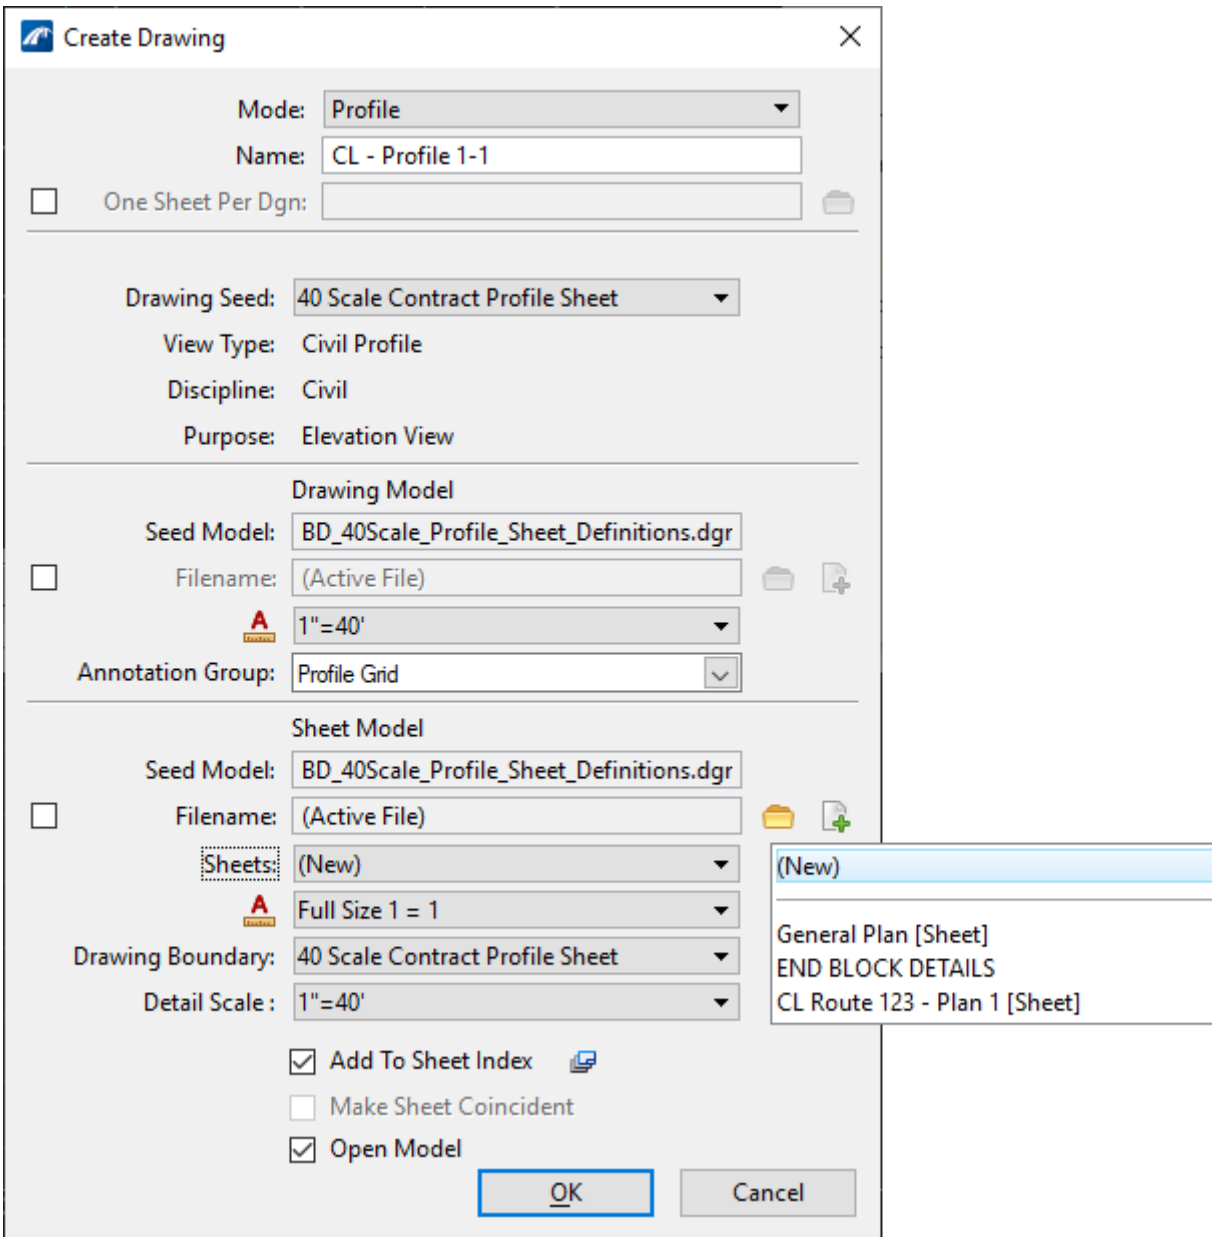 Create Drawing
Mode: Profile
Name: CL - Profile 1-1
One Sheet Per Dgn:
Drawing Seed: 40 Scale Contract Profile Sheet
View Type: Civil Profile
Discipline: Civil
Purpose: Elevation View
Drawing Model
Seed Model: BD_40Scale_Profile_Sheet_Definitions.dgr
Filename: (Active File)
A 1"=40'
Annotation Group: Profile Grid
Sheet Model
Seed Model: BD_40Scale_Profile_Sheet_Definitions.dgr
Filename: (Active File)
Sheets: (New)
A Full Size 1 = 1
Drawing Boundary: 40 Scale Contract Profile Sheet
Detail Scale : 1"=40'
Add To Sheet Index
Make Sheet Coincident
Open Model
OK Cancel
(New)
General Plan [Sheet]
END BLOCK DETAILS
CL Route 123 - Plan 1 [Sheet]